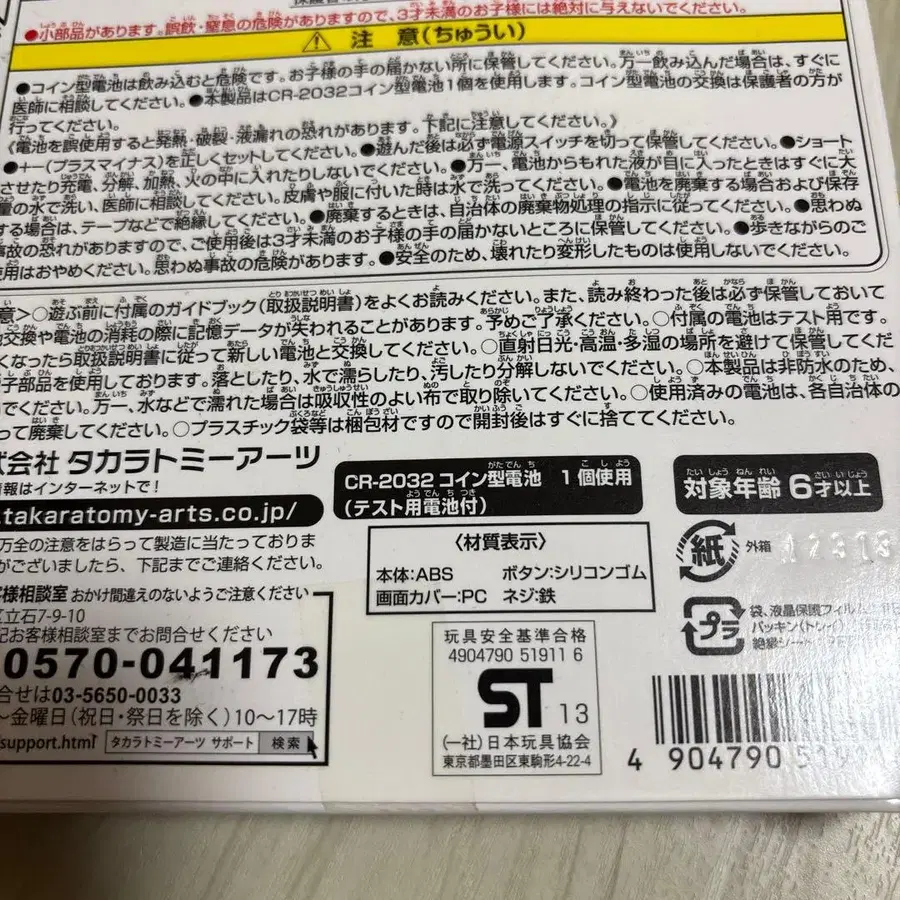 ●小部品があります。誤飲・窒息の危険がありますので、3才未満のお子様には絶対に与えないでください。
注 意(ちゅうい)
●コイン型電池は飲み込むと危険です。お子様の手の届かない所に保管してください。万一飲み込んだ場合は、すぐに
医師に相談してください。●本製品はCR-2032コイン型電池1個を使用します。コイン型電池の交換は保護者の方が
行ってください。
《電池を誤使用すると発熱・破裂・液漏れの恐れがあります。下記に注意してください。》
●+-(プラスマイナス)を正しくセットしてください。●遊んだ後は必ず電源スイッチを切って保管してください。●ショート
させたり充電、分解、加熱、火の中に入れたりしないでください。●万一、電池からもれた液が目に入ったときはすぐに大
量の水で洗い、医師に相談してください。皮膚や服に付いた時は水で洗ってください。●電池を廃棄する場合および保存
する場合は、テープなどで絶縁してください。●廃棄するときは、自治体の廃棄物処理の指示に従ってください。●思わぬ
事故の恐れがありますので、ご使用後は3才未満のお子様の手の届かないところに保管してください。●歩きながらのご
使用はおやめください。思わぬ事故の危険があります。●安全のため、壊れたり変形したものは使用しないでください。
意>○遊ぶ前に付属のガイドブック(取扱説明書)をよくお読みください。また、読み終わった後は必ず保管しておいて
池交換や電池の消耗の際に記憶データが失われることがあります。予めご了承ください。○付属の電池はテスト用です。
くなったら取扱説明書に従って新しい電池と交換してください。○直射日光・高温・多湿の場所を避けて保管してくだ
子部品を使用しております。落としたり、水で濡らしたり、汚したり分解しないでください。○本製品は非防水のため、
でください。万一、水などで濡れた場合は吸収性のよい布で取り除いてください。○使用済みの電池は、各自治体の
って廃棄してください。○プラスチック袋等は梱包材ですので開封後はすぐに捨ててください。
式会社 タカラトミーアーツ
情報はインターネットで!
.takaratomy-arts.co.jp/
万全の注意をはらって製造に当たっておりま
がございましたら、下記までご連絡ください。
客様相談室 おかけ間違えのないようご注意ください
立石7-9-10
記お客様相談室までお問合せください
0570-041173
合せは03-5650-0033
～金曜日(祝日・祭日を除く)10～17時
support.html タカラトミーアーツ サポート 検索
CR-2032 コイン型電池 1個使用
(テスト用電池付)
〈材質表示〉
本体:ABS ボタン:シリコンゴム
画面カバー:PC ネジ:鉄
玩具安全基準合格
4904790 51911 6
ST 13
(一社)日本玩具協会
東京都墨田区東駒形4-22-4
対象年齢 6才以上
紙 外箱
プラ 袋、液晶保護フィルム
4 904790